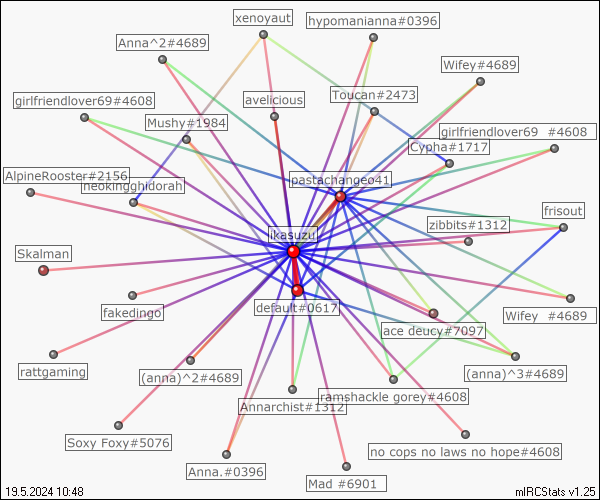 xenoyaut
hypomanianna#0396
Anna^2#4689
Wifey#4689
Toucan#2473
girlfriendlover69#4608
avelicious
Mushy#1984
girlfriendlover69 #4608
Cypha#1717
AlpineRooster#2156
pastachangeo41
neokingghidorah
frisout
zibbits#1312
ikasuzu
Skalman
default#0617
fakedingo
Wifey #4689
ace deucy#7097
rattgaming
(anna)^2#4689
(anna)^3#4689
ramshackle gorey#4608
Annarchist#1312
Soxy Foxy#5076
no cops no laws no hope#4608
Anna.#0396
Mad #6901
19.5.2024 10:48
mIRCStats v1.25